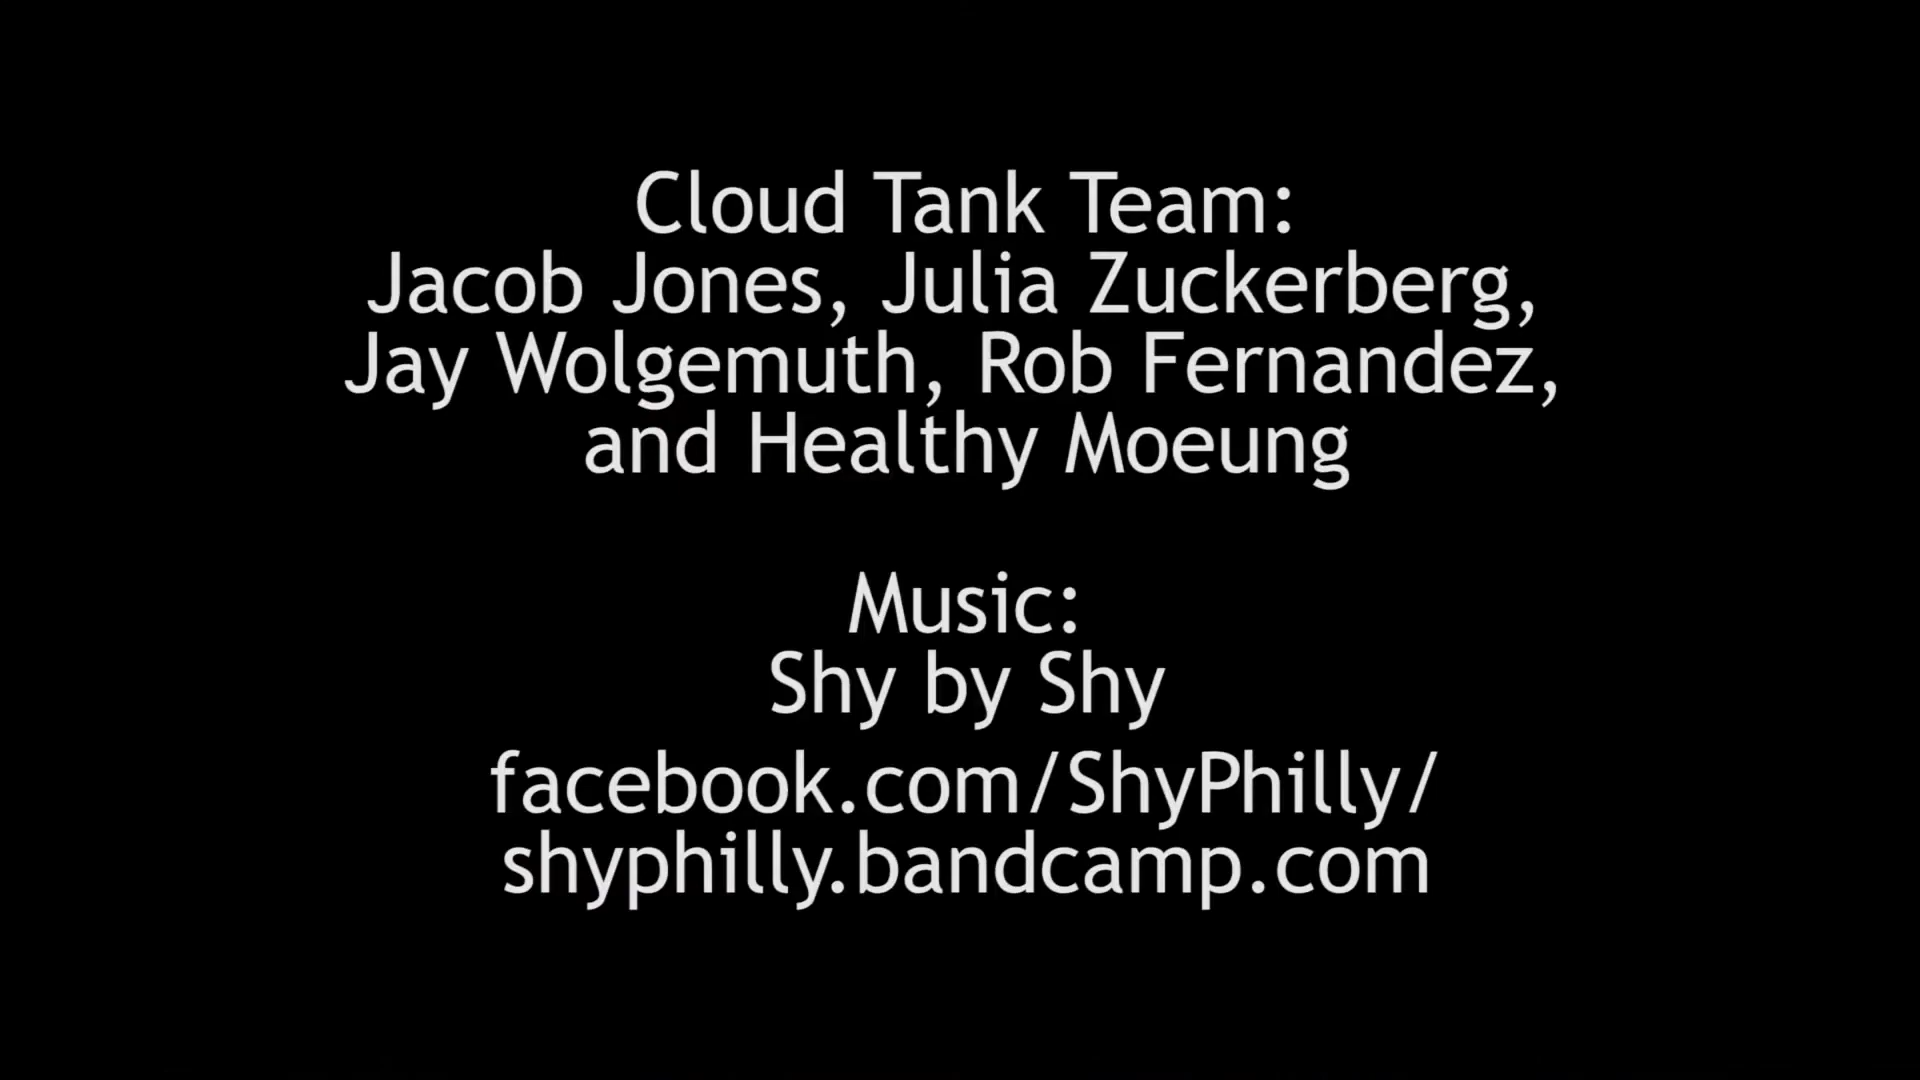 Cloud Tank Team:
Jacob Jones, Julia Zuckerberg,
Jay Wolgemuth, Rob Fernandez,
and Healthy Moeung
Music:
Shy by Shy
facebook.com/ShyPhilly/
shyphilly.bandcamp.com